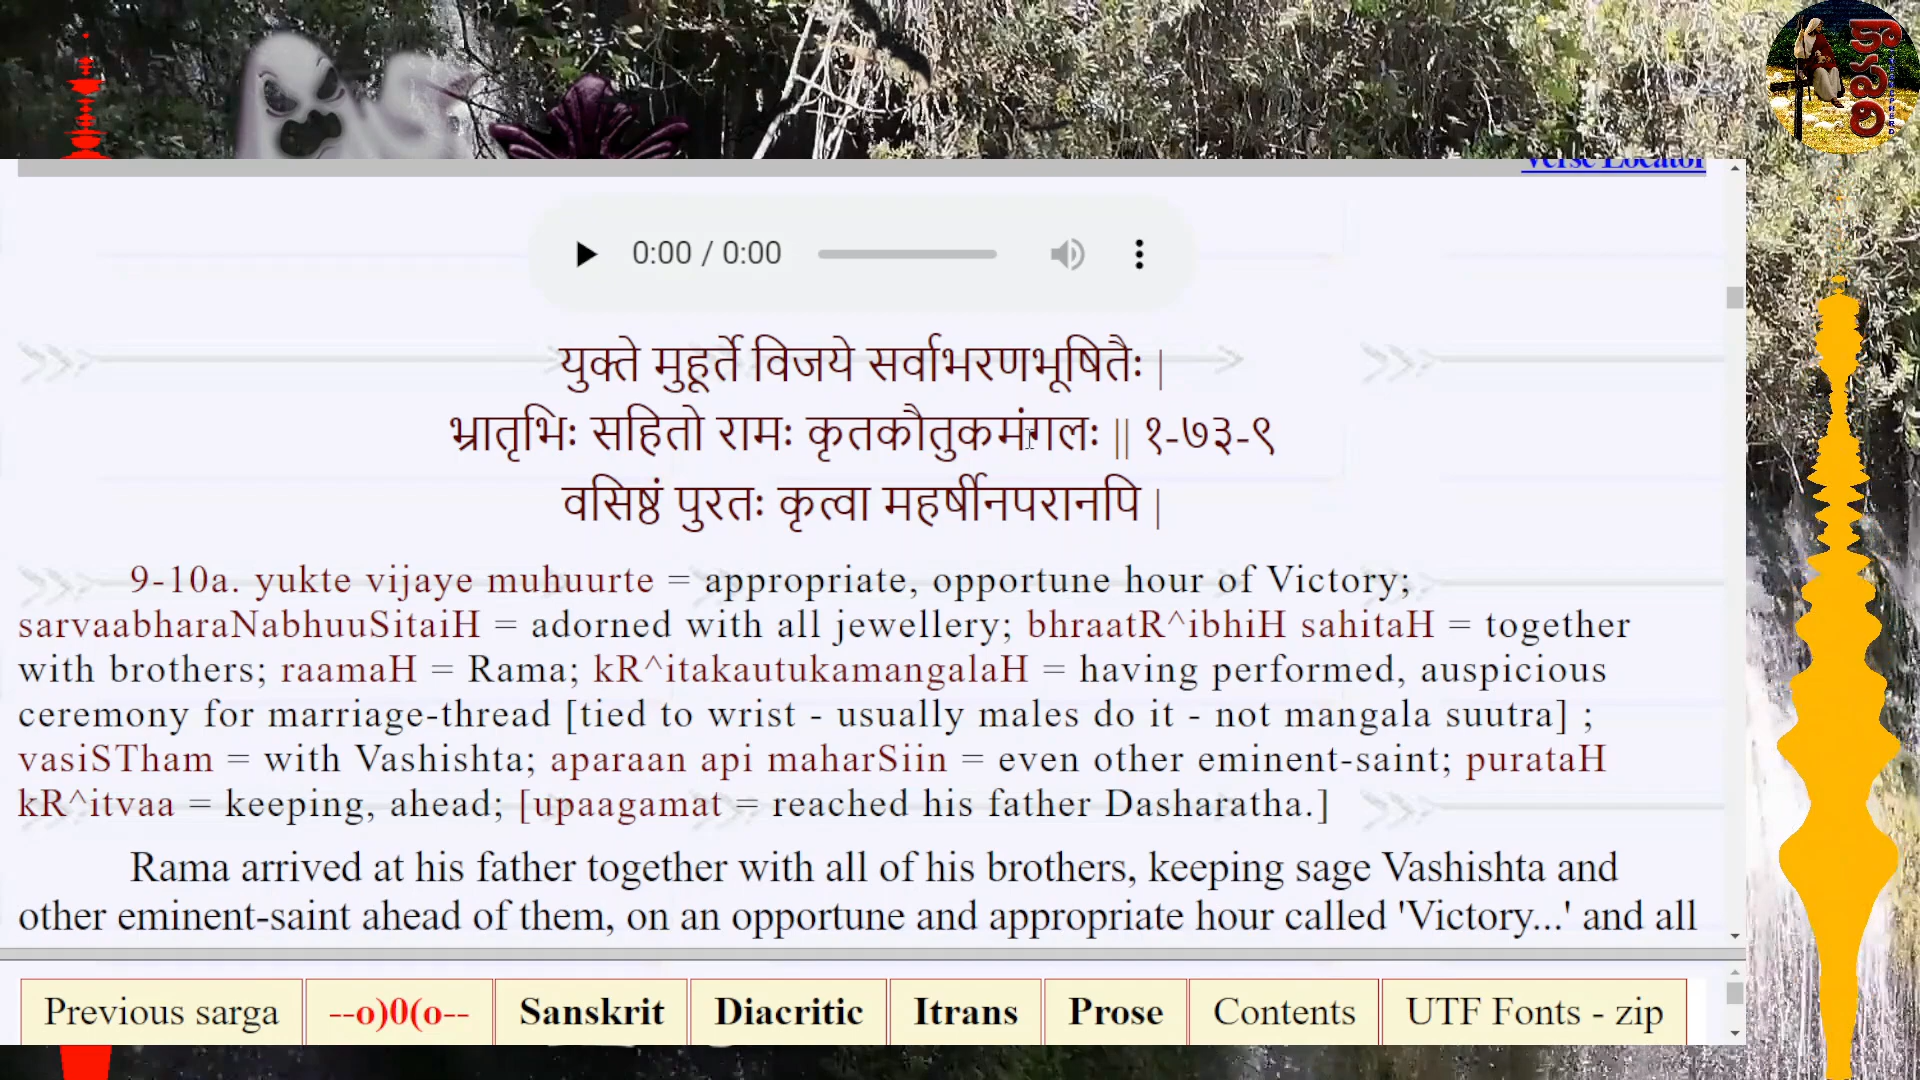 కాపరి
Verse Locator
0:00 / 0:00
युक्ते मुहूर्ते विजये सर्वाभरणभूषितैः |
भ्रातृभिः सहितो रामः कृतकौतुकमंगलः || १-७३-९
वसिष्ठं पुरतः कृत्वा महर्षीनपरानपि |
9-10a. yukte vijaye muhuurte = appropriate, opportune hour of Victory;
sarvaabharaNabhuuSitaiH = adorned with all jewellery; bhraatR^ibhiH sahitaH = together
with brothers; raamaH = Rama; kR^itakautukamangalaH = having performed, auspicious
ceremony for marriage-thread [tied to wrist - usually males do it - not mangala suutra] ;
vasiSTham = with Vashishta; aparaan api maharSiin = even other eminent-saint; purataH
kR^itvaa = keeping, ahead; [upaagamat = reached his father Dasharatha.]
Rama arrived at his father together with all of his brothers, keeping sage Vashishta and
other eminent-saint ahead of them, on an opportune and appropriate hour called 'Victory...' and all
Previous sarga --o)0(o-- Sanskrit Diacritic Itrans Prose Contents UTF Fonts - zip